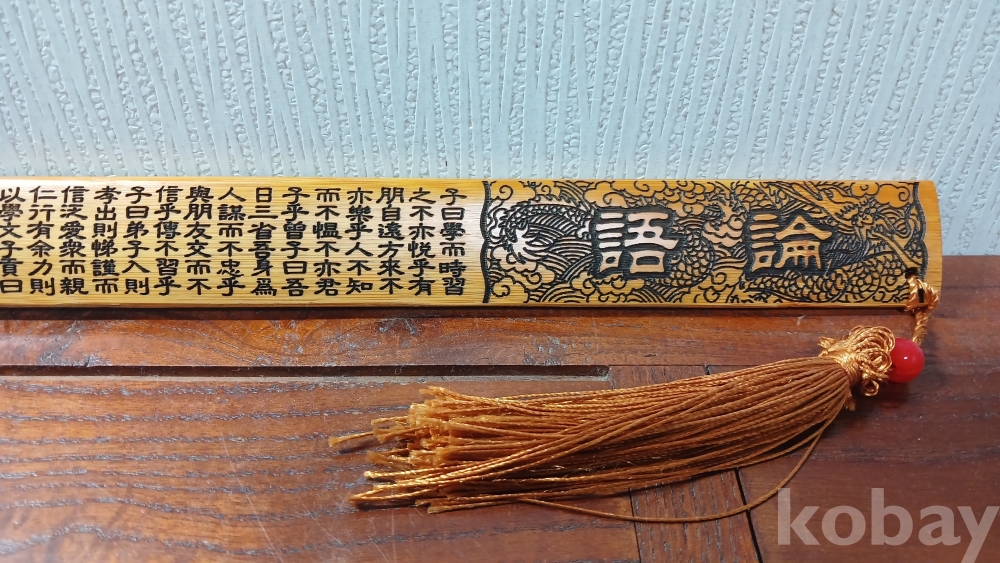 論語
子曰學而時習
之不亦悅乎有
朋自遠方來不
亦樂乎人不知
而不慍不亦君
子乎曾子曰吾
日三省吾身爲
人謀而不忠乎
與朋友交而不
信乎傳不習乎
子曰弟子入則
孝出則悌謹而
信泛愛衆而親
仁行有余力則
以學文子貢曰
kobay